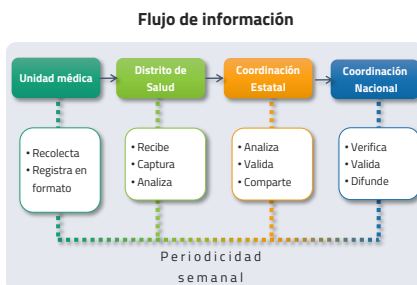 Flujo de información
Unidad médica
Distrito de
Salud
Coordinación
Estatal
Coordinación
Nacional
• Recolecta
• Registra en
formato
• Recibe
• Captura
• Analiza
• Analiza
• Valida
• Comparte
• Verifica
• Valida
• Difunde
Periodicidad
semanal